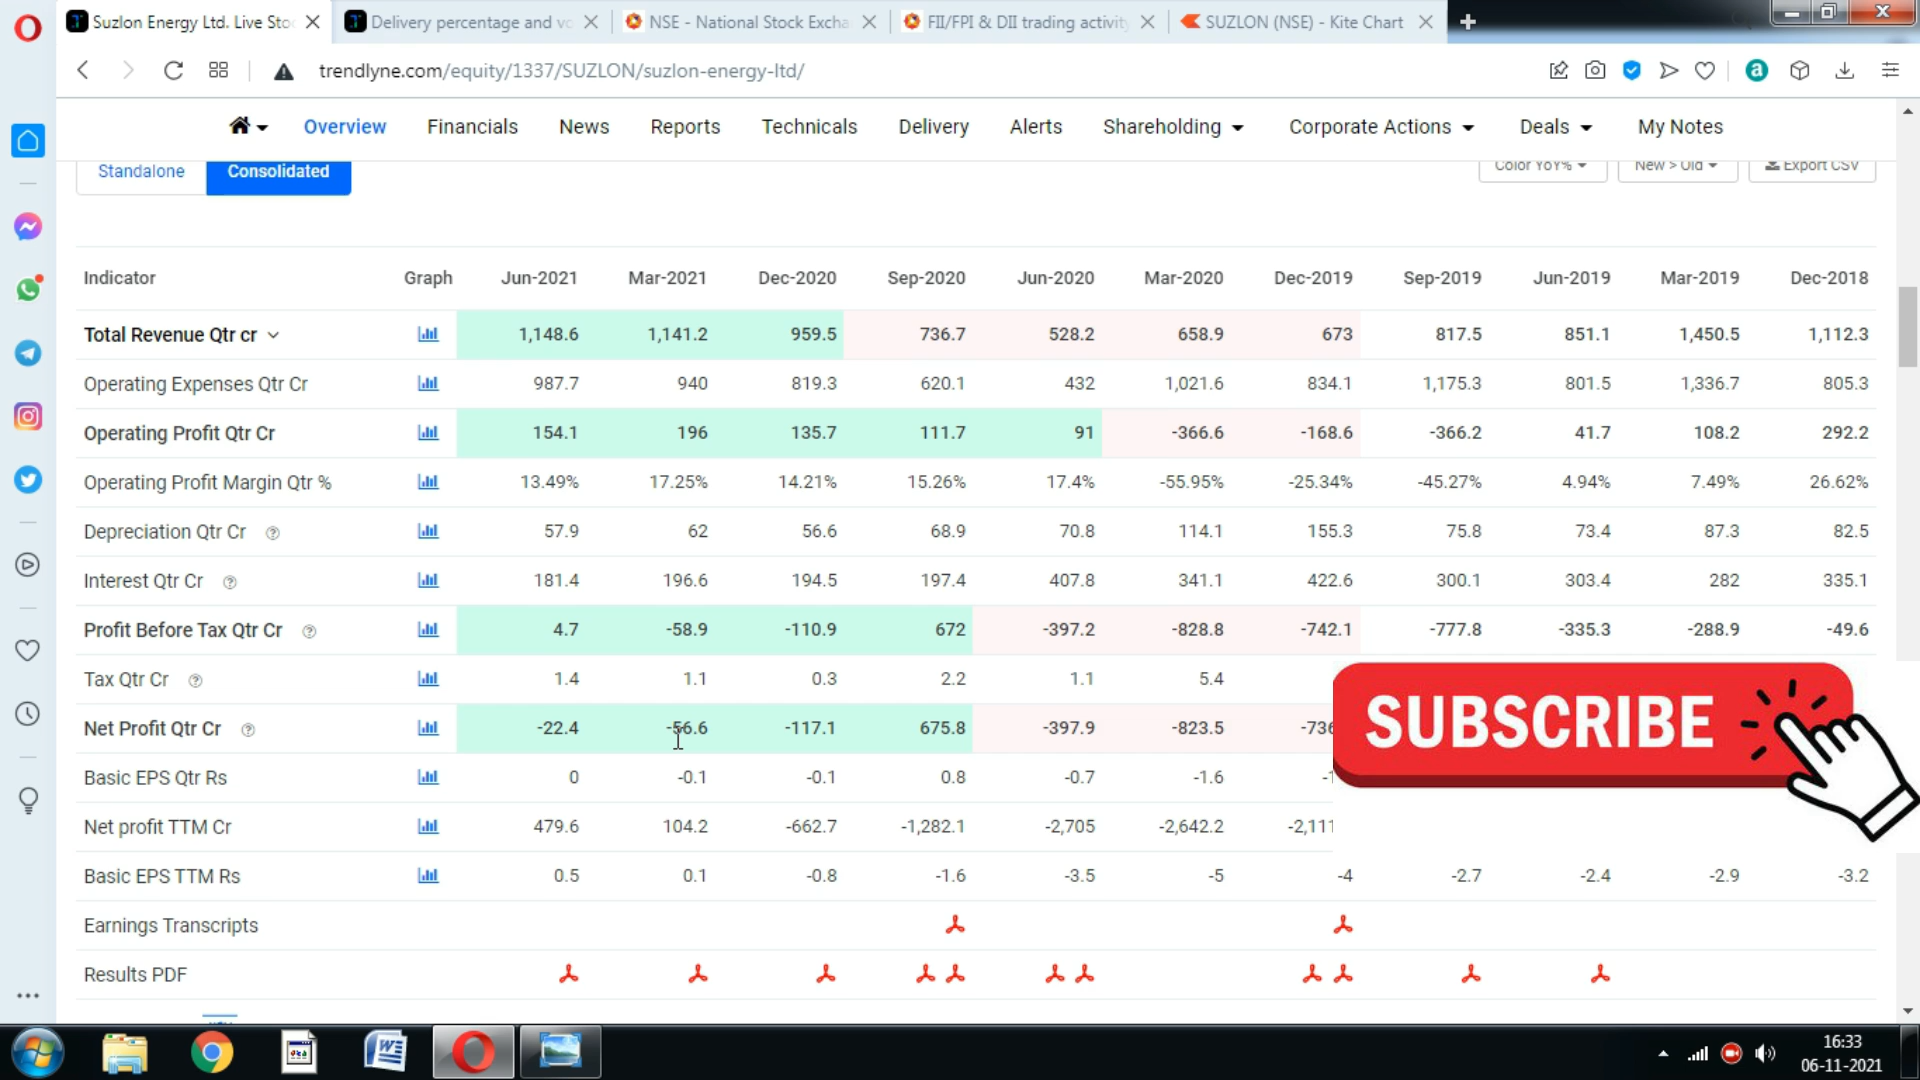 Suzlon Energy Ltd. Live Stoc
Delivery percentage and vo
NSE - National Stock Excha
FII/FPI & DII trading activity
SUZLON (NSE) - Kite Chart
trendlyne.com/equity/1337/SUZLON/suzlon-energy-ltd/
a
Overview Financials News Reports Technicals Delivery Alerts Shareholding Corporate Actions Deals My Notes
Standalone Consolidated Color YoY% New > Old Export CSV
Indicator Graph Jun-2021 Mar-2021 Dec-2020 Sep-2020 Jun-2020 Mar-2020 Dec-2019 Sep-2019 Jun-2019 Mar-2019 Dec-2018
Total Revenue Qtr cr 1,148.6 1,141.2 959.5 736.7 528.2 658.9 673 817.5 851.1 1,450.5 1,112.3
Operating Expenses Qtr Cr 987.7 940 819.3 620.1 432 1,021.6 834.1 1,175.3 801.5 1,336.7 805.3
Operating Profit Qtr Cr 154.1 196 135.7 111.7 91 -366.6 -168.6 -366.2 41.7 108.2 292.2
Operating Profit Margin Qtr % 13.49% 17.25% 14.21% 15.26% 17.4% -55.95% -25.34% -45.27% 4.94% 7.49% 26.62%
Depreciation Qtr Cr 57.9 62 56.6 68.9 70.8 114.1 155.3 75.8 73.4 87.3 82.5
Interest Qtr Cr 181.4 196.6 194.5 197.4 407.8 341.1 422.6 300.1 303.4 282 335.1
Profit Before Tax Qtr Cr 4.7 -58.9 -110.9 672 -397.2 -828.8 -742.1 -777.8 -335.3 -288.9 -49.6
Tax Qtr Cr 1.4 1.1 0.3 2.2 1.1 5.4
Net Profit Qtr Cr -22.4 -56.6 -117.1 675.8 -397.9 -823.5 -736
SUBSCRIBE
Basic EPS Qtr Rs 0 -0.1 -0.1 0.8 -0.7 -1.6 -1
Net profit TTM Cr 479.6 104.2 -662.7 -1,282.1 -2,705 -2,642.2 -2,111
Basic EPS TTM Rs 0.5 0.1 -0.8 -1.6 -3.5 -5 -4 -2.7 -2.4 -2.9 -3.2
Earnings Transcripts
Results PDF
16:33
06-11-2021